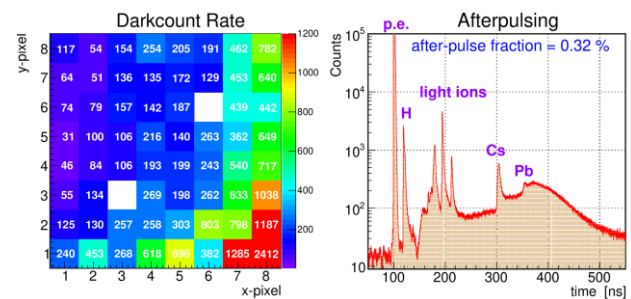 Darkcount Rate
y-pixel
8 117 54 154 254 205 191 462 782
7 64 51 136 135 172 129 453 640
6 74 79 157 142 187 439 442
5 31 100 106 216 140 263 362 649
4 46 84 106 193 199 243 540 717
3 55 134 269 198 262 633 1038
2 125 130 257 258 303 803 798 1187
1 240 453 268 618 896 382 1285 2412
1 2 3 4 5 6 7 8
x-pixel
1200
1000
800
600
400
200
0
Afterpulsing
Counts
p.e.
after-pulse fraction = 0.32 %
light ions
H
Cs
Pb
10⁵
10⁴
10³
10²
10
100 200 300 400 500
time [ns]